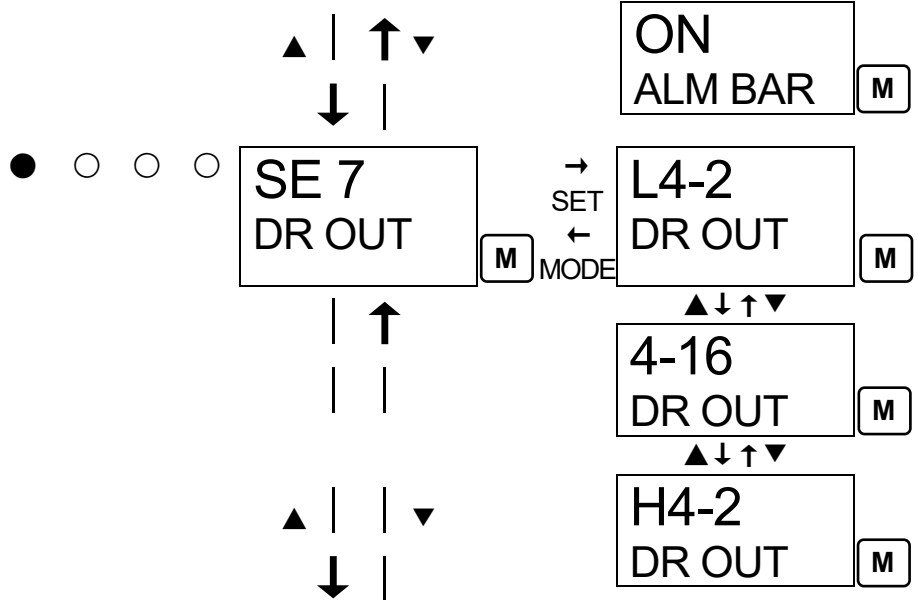 ON
ALM BAR
M
SE 7
DR OUT
M
→
SET
←
MODE
L4-2
DR OUT
M
▲↓↑▼
4-16
DR OUT
M
▲↓↑▼
H4-2
DR OUT
M